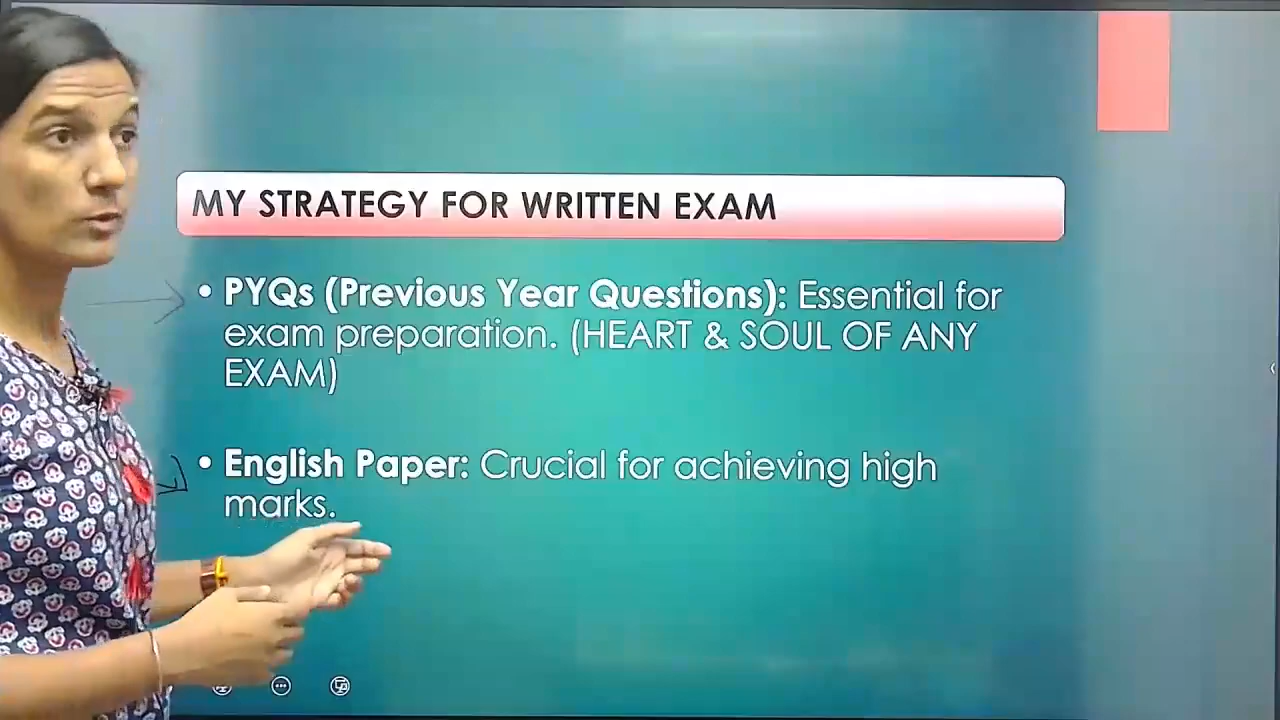 MY STRATEGY FOR WRITTEN EXAM
• PYQs (Previous Year Questions): Essential for
exam preparation. (HEART & SOUL OF ANY
EXAM)
• English Paper: Crucial for achieving high
marks.